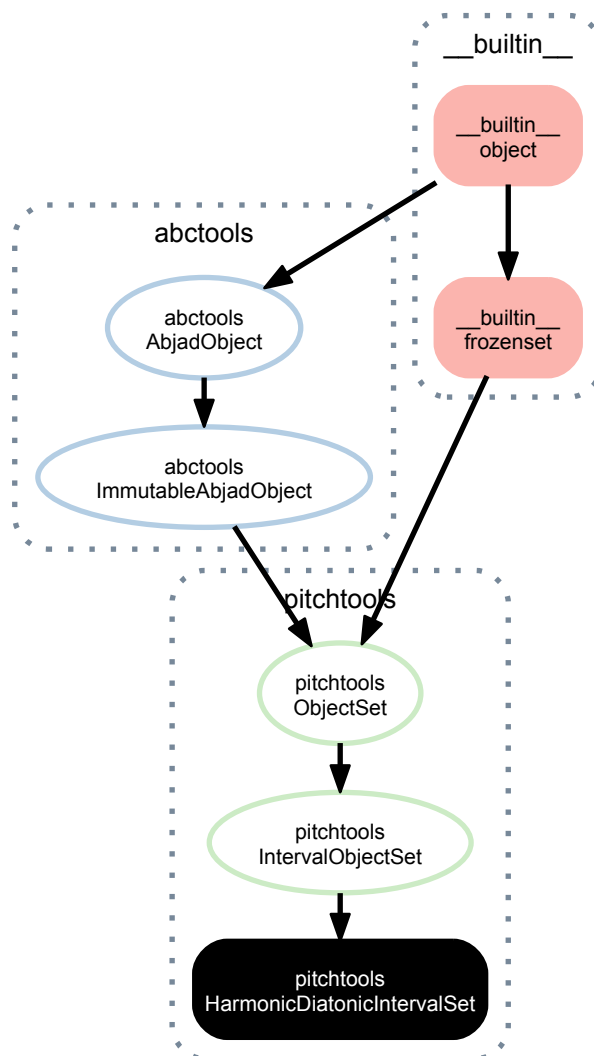 __builtin__
__builtin__
object
abctools
abctools
AbjadObject
__builtin__
frozenset
abctools
ImmutableAbjadObject
pitchtools
pitchtools
ObjectSet
pitchtools
IntervalObjectSet
pitchtools
HarmonicDiatonicIntervalSet